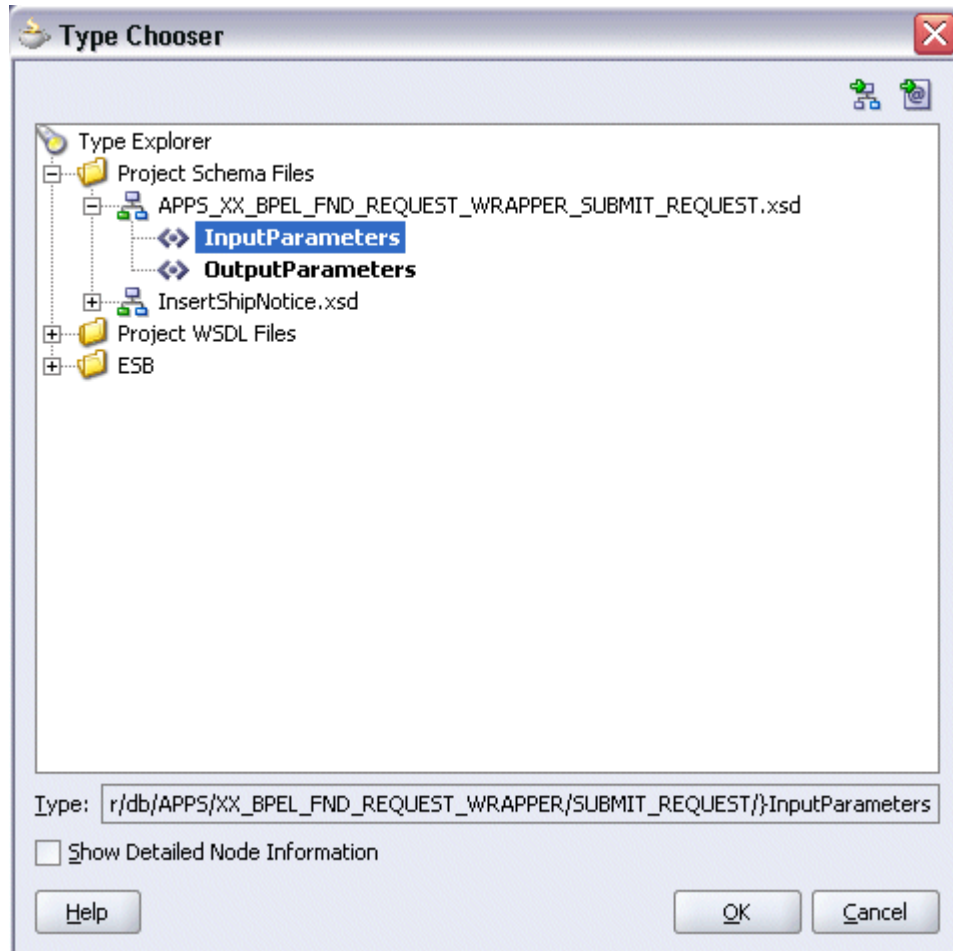 Type Chooser
Type Explorer
Project Schema Files
APPS_XX_BPEL_FND_REQUEST_WRAPPER_SUBMIT_REQUEST.xsd
InputParameters
OutputParameters
InsertShipNotice.xsd
Project WSDL Files
ESB
Type: r/db/APPS/XX_BPEL_FND_REQUEST_WRAPPER/SUBMIT_REQUEST/}InputParameters
Show Detailed Node Information
Help OK Cancel